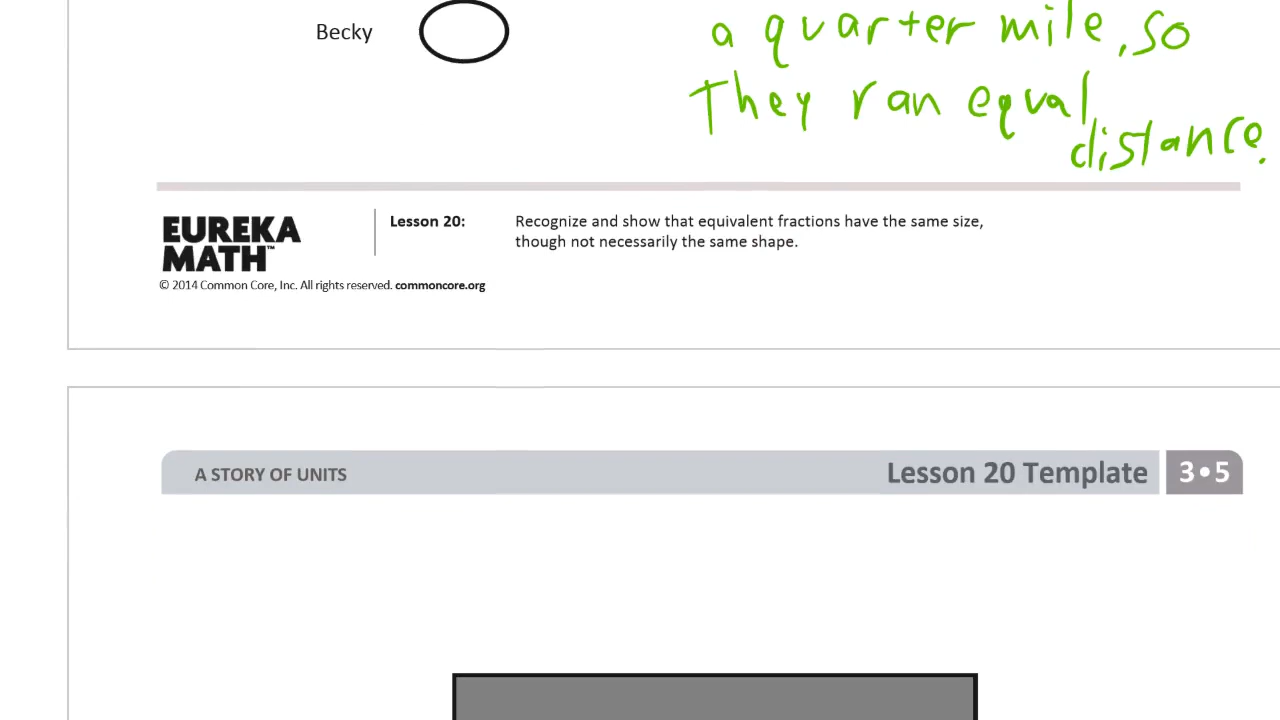 Becky
a quarter mile, so
They ran equal
distance.
EUREKA
MATH™
Lesson 20:
Recognize and show that equivalent fractions have the same size,
though not necessarily the same shape.
© 2014 Common Core, Inc. All rights reserved. commoncore.org
A STORY OF UNITS
Lesson 20 Template
3•5